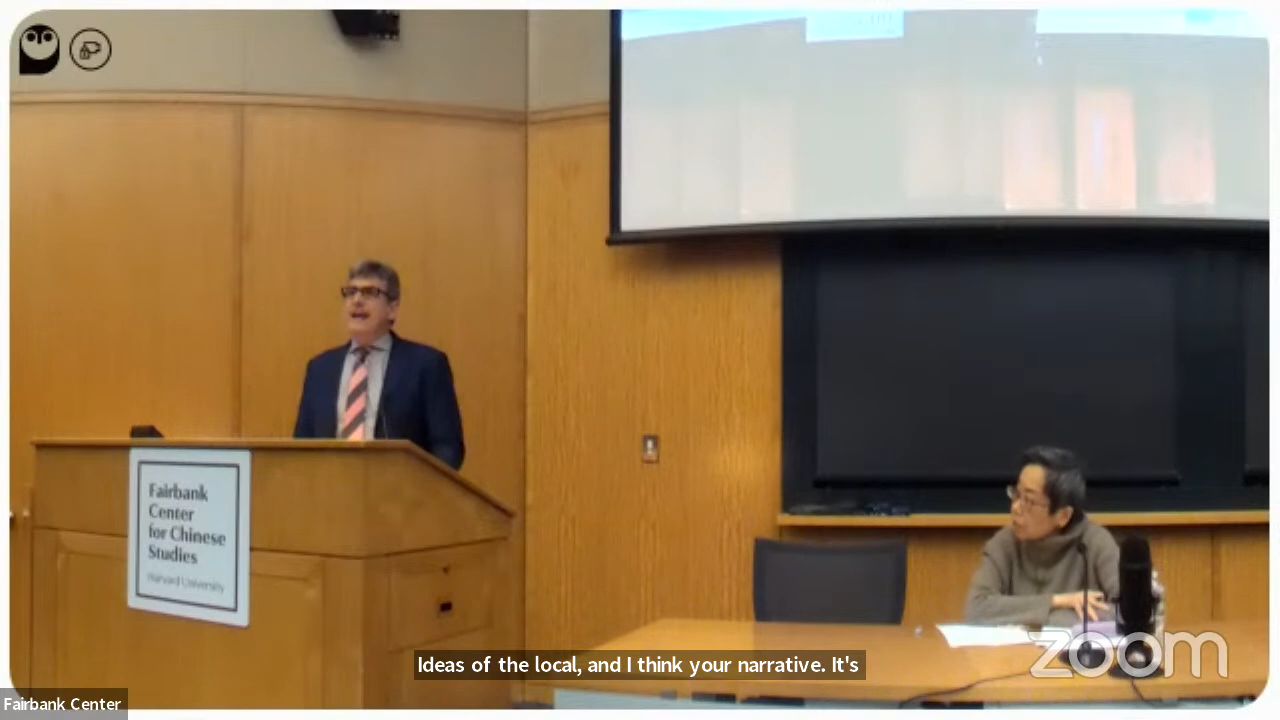 Fairbank
Center
for Chinese
Studies
Harvard University
Ideas of the local, and I think your narrative. It's
zoom
Fairbank Center